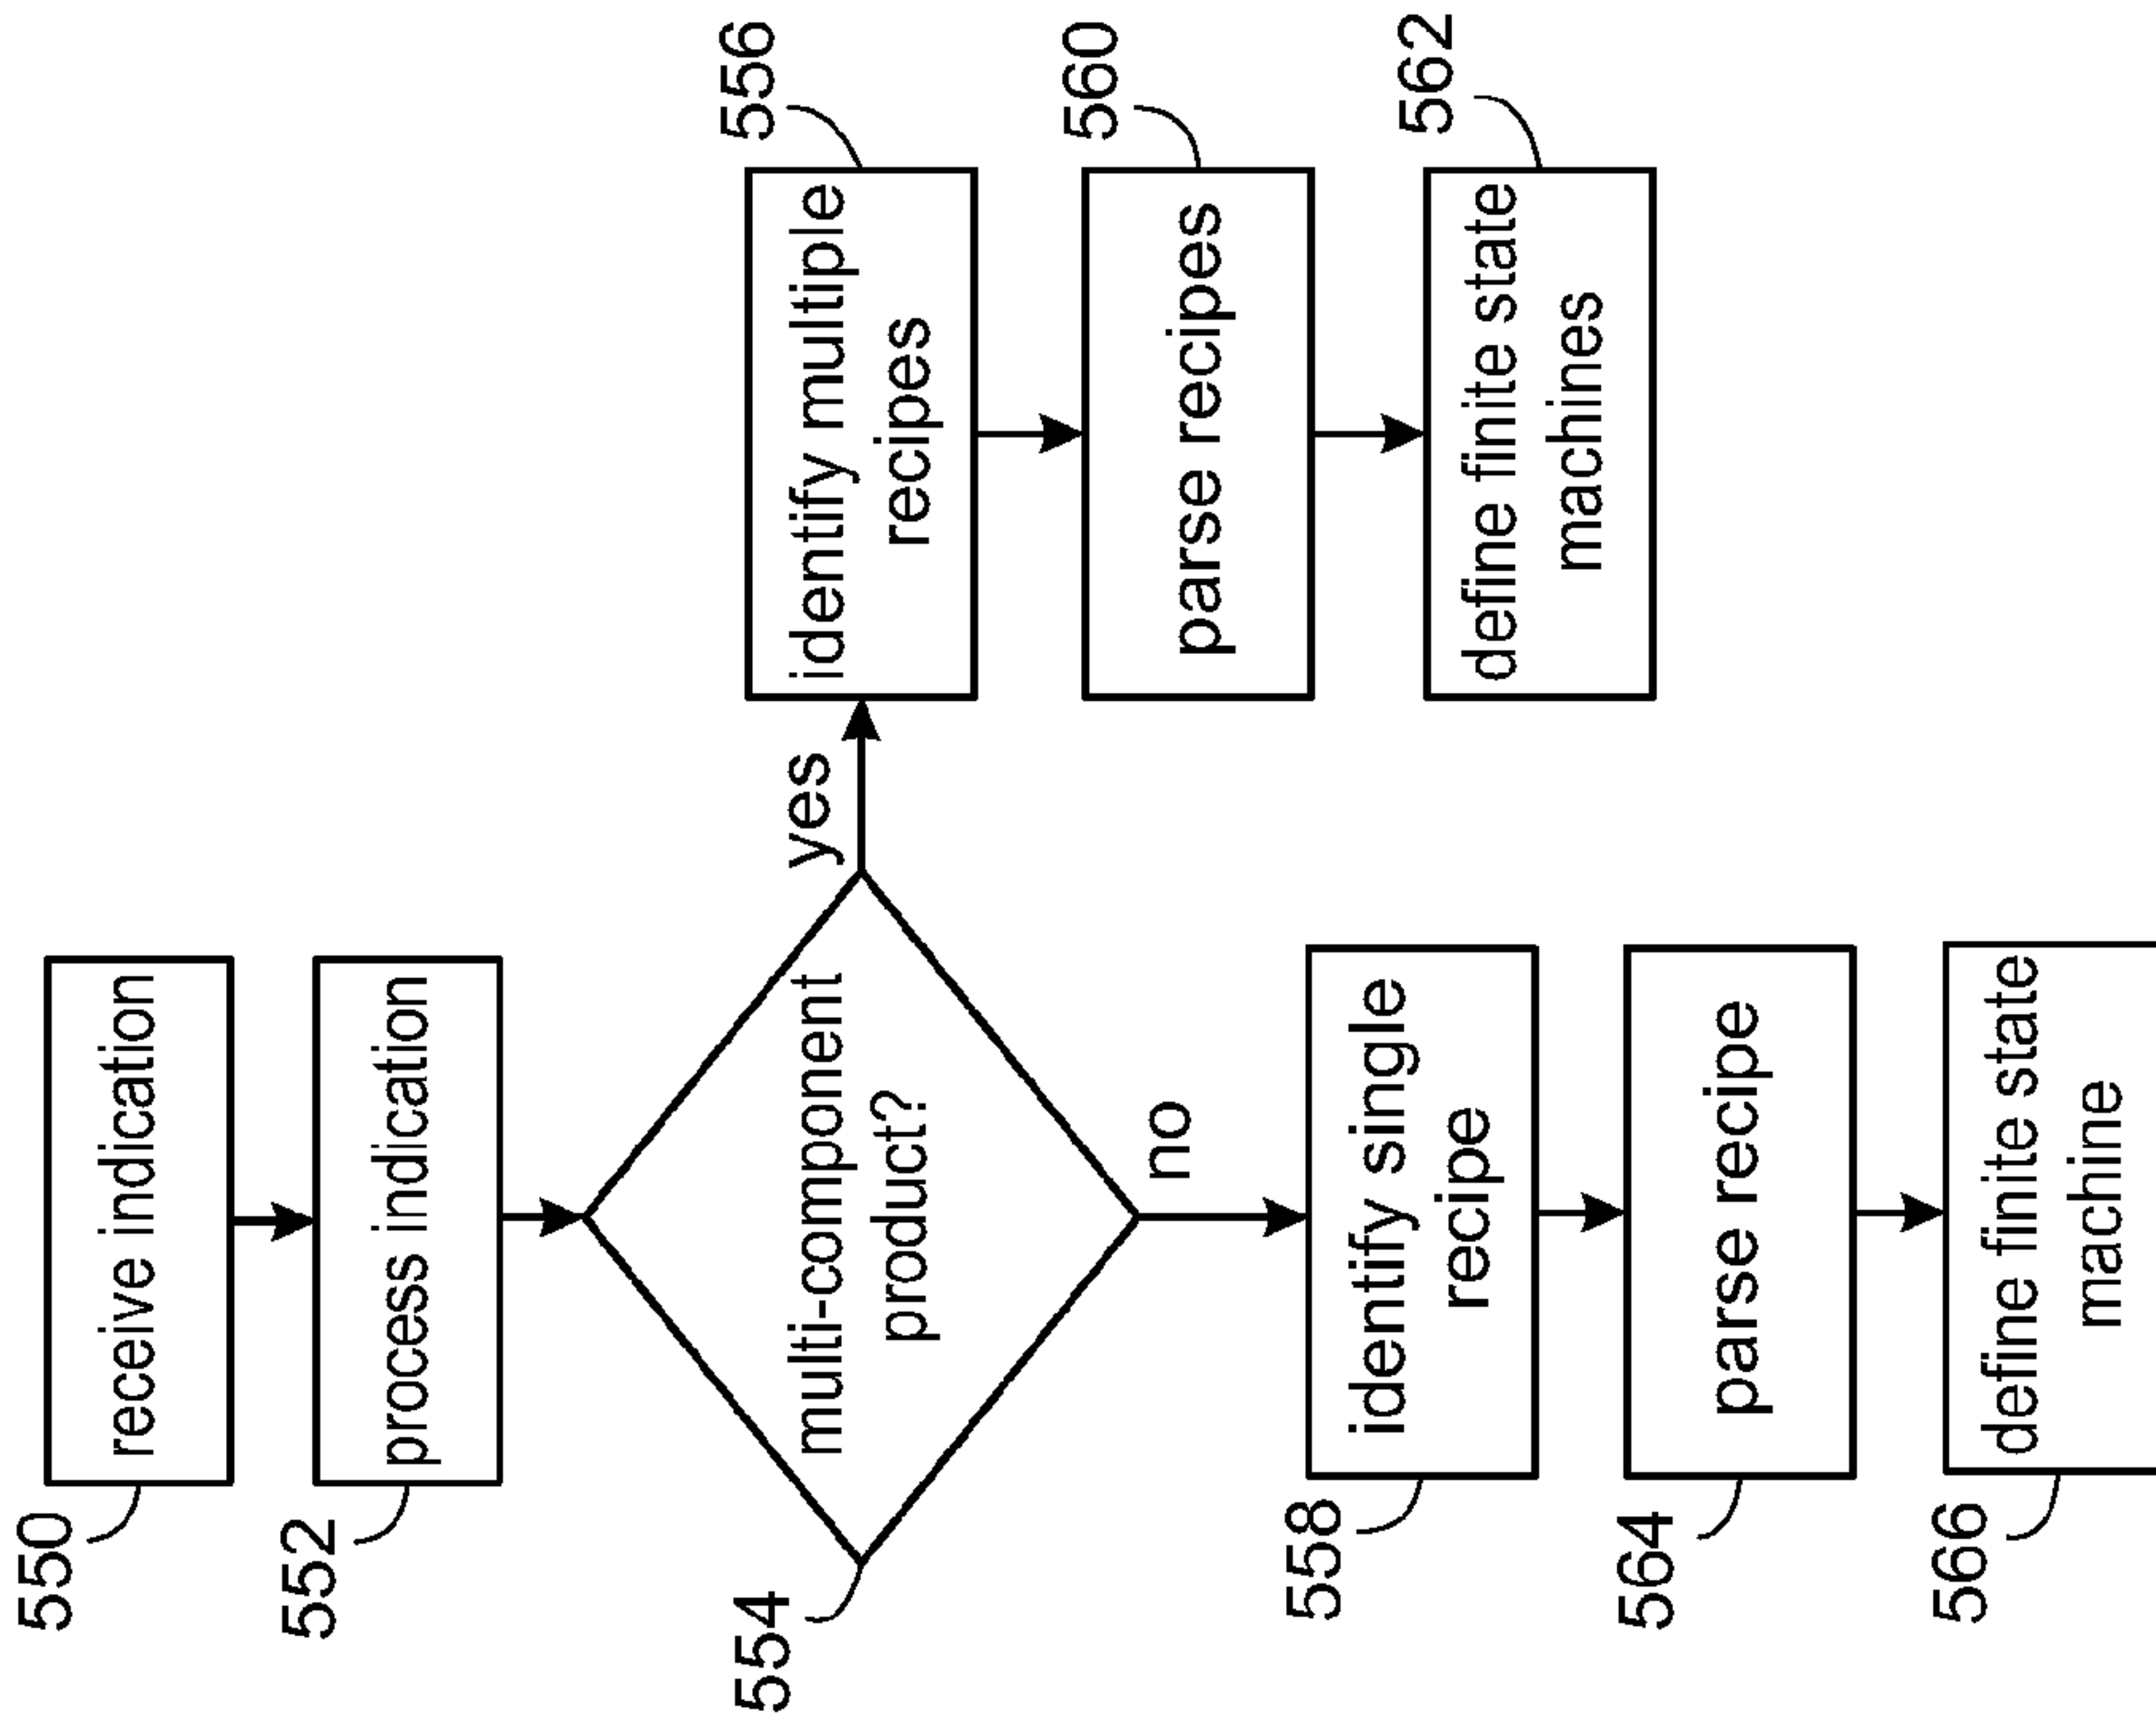 550
receive indication
552
process indication
554
multi-component
product?
yes
556
identify multiple
recipes
560
parse recipes
562
define finite state
machines
no
558
identify single
recipe
564
parse recipe
566
define finite state
machine